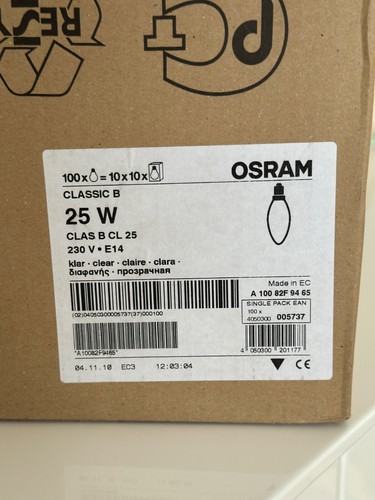 RESY
100x = 10x10x
OSRAM
CLASSIC B
25 W
CLAS B CL 25
230 V • E14
klar · clear · claire · clara ·
διαφανής · прозрачная
Made in EC
A 100 82F 94 65
(02)04050300005737(37)000100
SINGLE PACK EAN
100 x
4050300 005737
*A10082F9465*
4 050300 201177
04.11.10 EC3 12:03:04
CE